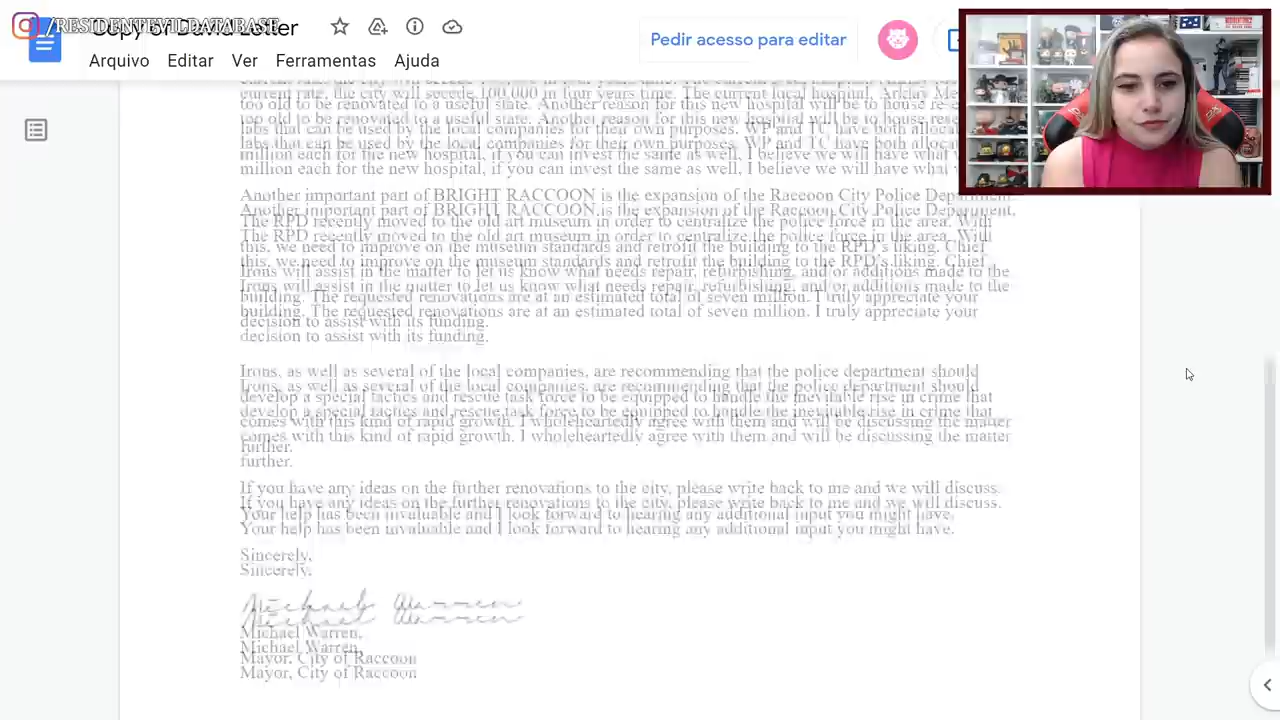 /RESIDENTEVILDATABASE
Pedir acesso para editar
Arquivo Editar Ver Ferramentas Ajuda
current rate, the city will secede 100,000 in four years time. The current local hospital, Arklay Me
too old to be renovated to a useful state. Another reason for this new hospital will be to house
labs that can be used by the local companies for their own purposes. WP and TC have both
million each for the new hospital, if you can invest the same as well, I believe we will have what
Another important part of BRIGHT RACCOON is the expansion of the Raccoon City Police Department.
The RPD recently moved to the old art museum in order to centralize the police force in the area. With
this, we need to improve on the museum standards and retrofit the building to the RPD's liking. Chief
Irons will assist in the matter to let us know what needs repair, refurbishing, and/or additions made to the
building. The requested renovations are at an estimated total of seven million. I truly appreciate your
decision to assist with its funding.
Irons, as well as several of the local companies, are recommending that the police department should
develop a special tactics and rescue task force to be equipped to handle the inevitable rise in crime that
comes with this kind of rapid growth. I wholeheartedly agree with them and will be discussing the matter
further.
If you have any ideas on the further renovations to the city, please write back to me and we will discuss.
Your help has been invaluable and I look forward to hearing any additional input you might have.
Sincerely,
Michael Warren
Michael Warren,
Mayor, City of Raccoon